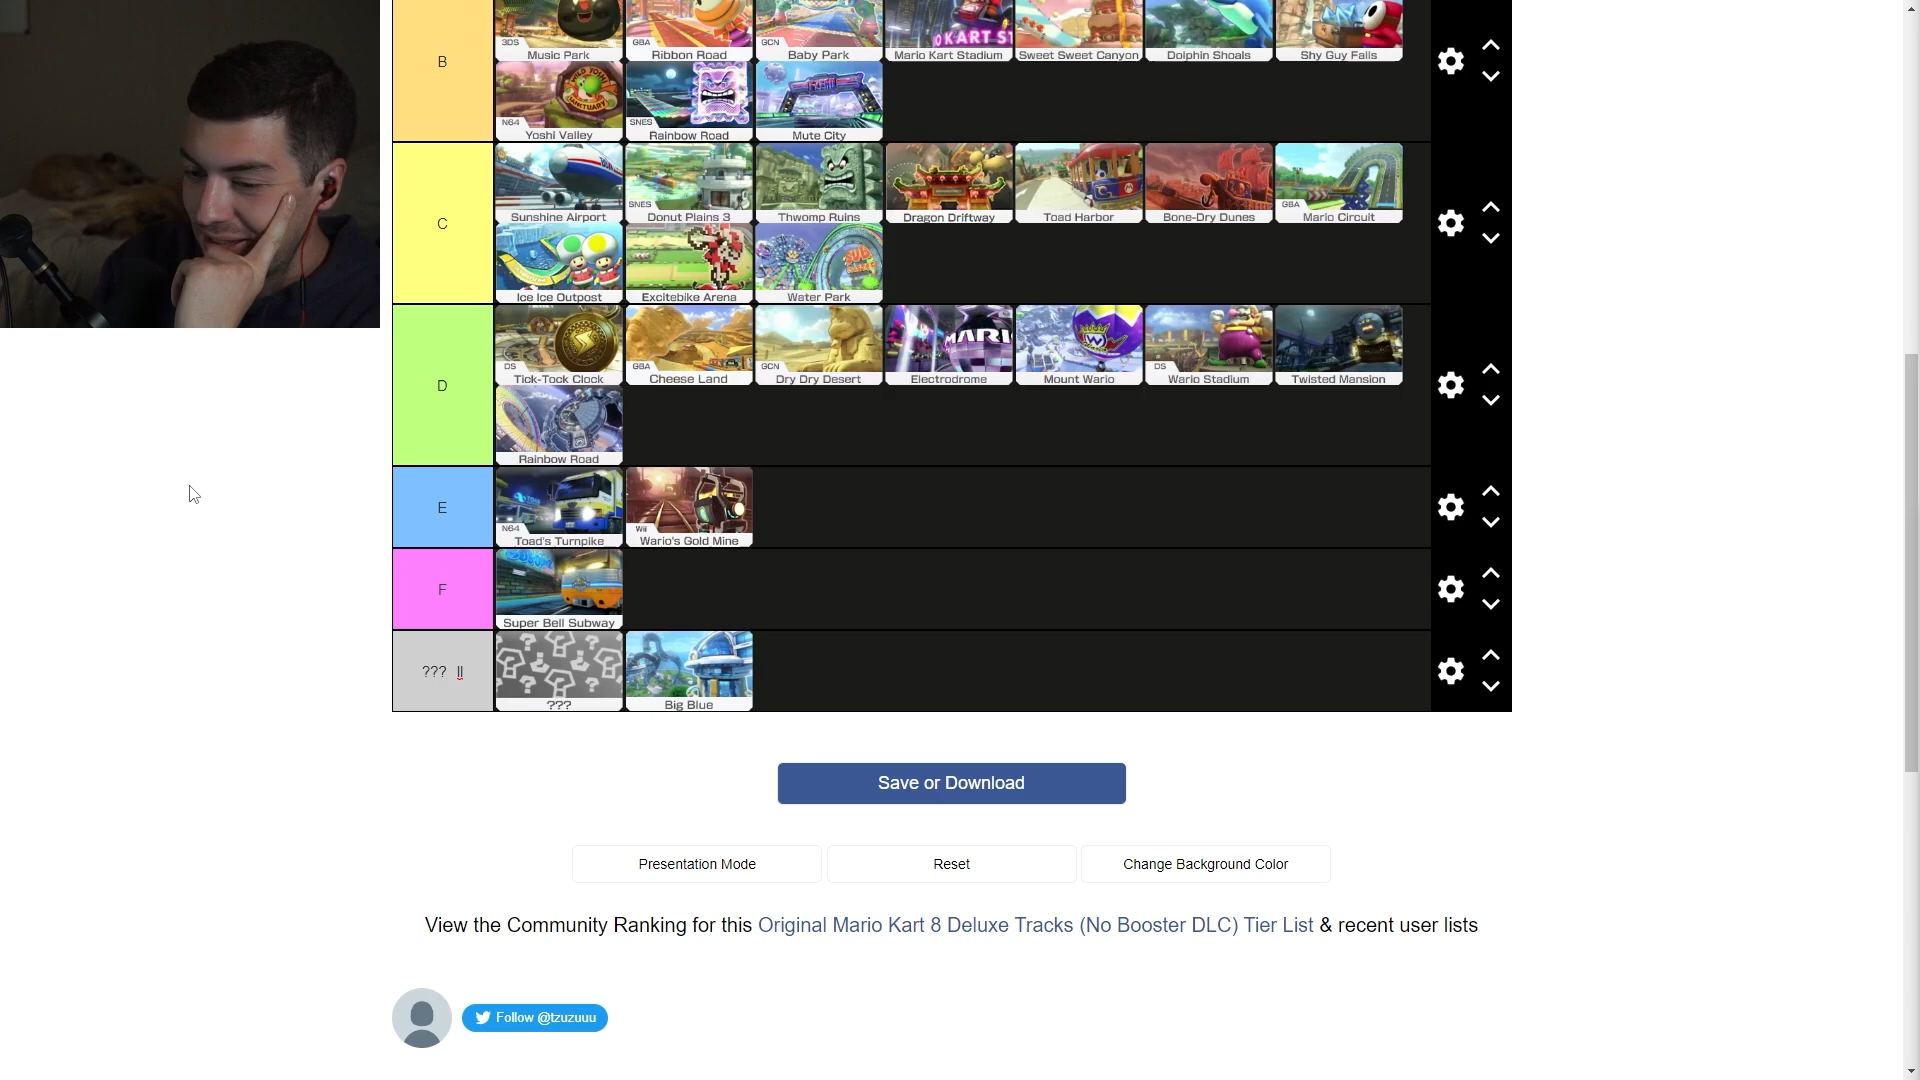 B
3DS Music Park
GBA Ribbon Road
GCN Baby Park
Mario Kart Stadium
Sweet Sweet Canyon
Dolphin Shoals
Shy Guy Falls
N64 Yoshi Valley
SNES Rainbow Road
Mute City
C
Sunshine Airport
SNES Donut Plains 3
Thwomp Ruins
Dragon Driftway
Toad Harbor
Bone-Dry Dunes
GBA Mario Circuit
Ice Ice Outpost
Excitebike Arena
Water Park
D
DS Tick-Tock Clock
GBA Cheese Land
GCN Dry Dry Desert
Electrodrome
Mount Wario
DS Wario Stadium
Twisted Mansion
Rainbow Road
E
N64 Toad's Turnpike
Wii Wario's Gold Mine
F
Super Bell Subway
??? ll
???
Big Blue
Save or Download
Presentation Mode
Reset
Change Background Color
View the Community Ranking for this Original Mario Kart 8 Deluxe Tracks (No Booster DLC) Tier List & recent user lists
Follow @tzuzuuu